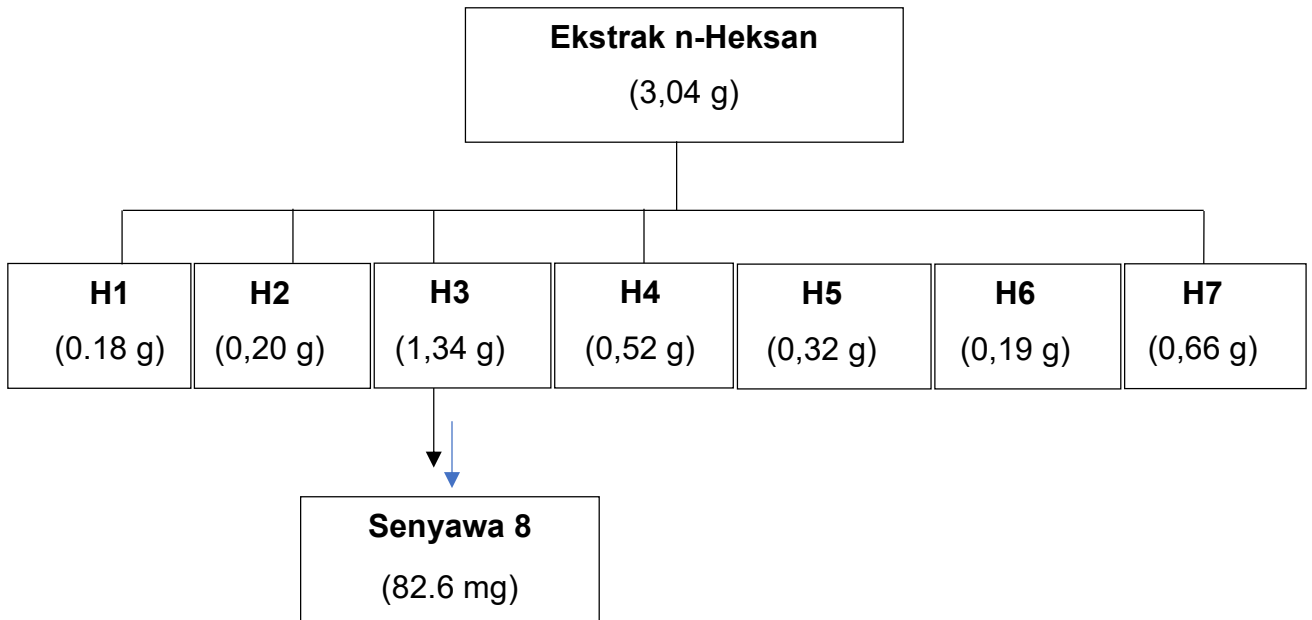 Ekstrak n-Heksan
(3,04 g)
H1 H2 H3 H4 H5 H6 H7
(0.18 g) (0,20 g) (1,34 g) (0,52 g) (0,32 g) (0,19 g) (0,66 g)
Senyawa 8
(82.6 mg)